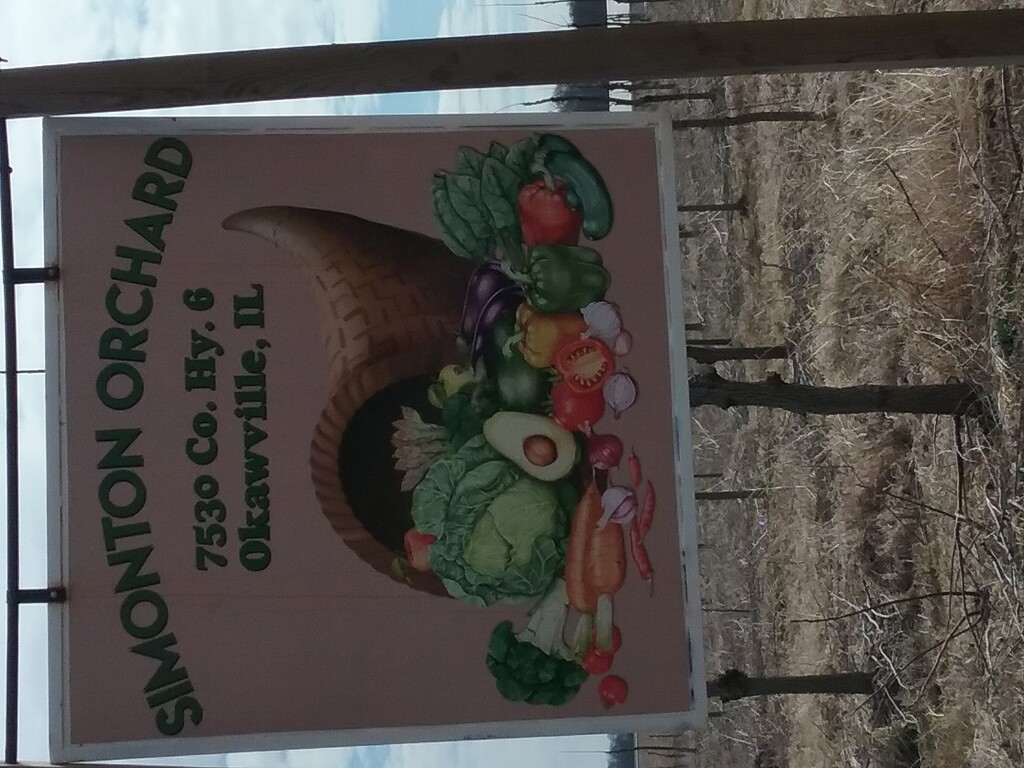 SIMONTON ORCHARD
7530 Co. Hy. 6
Okawville, IL